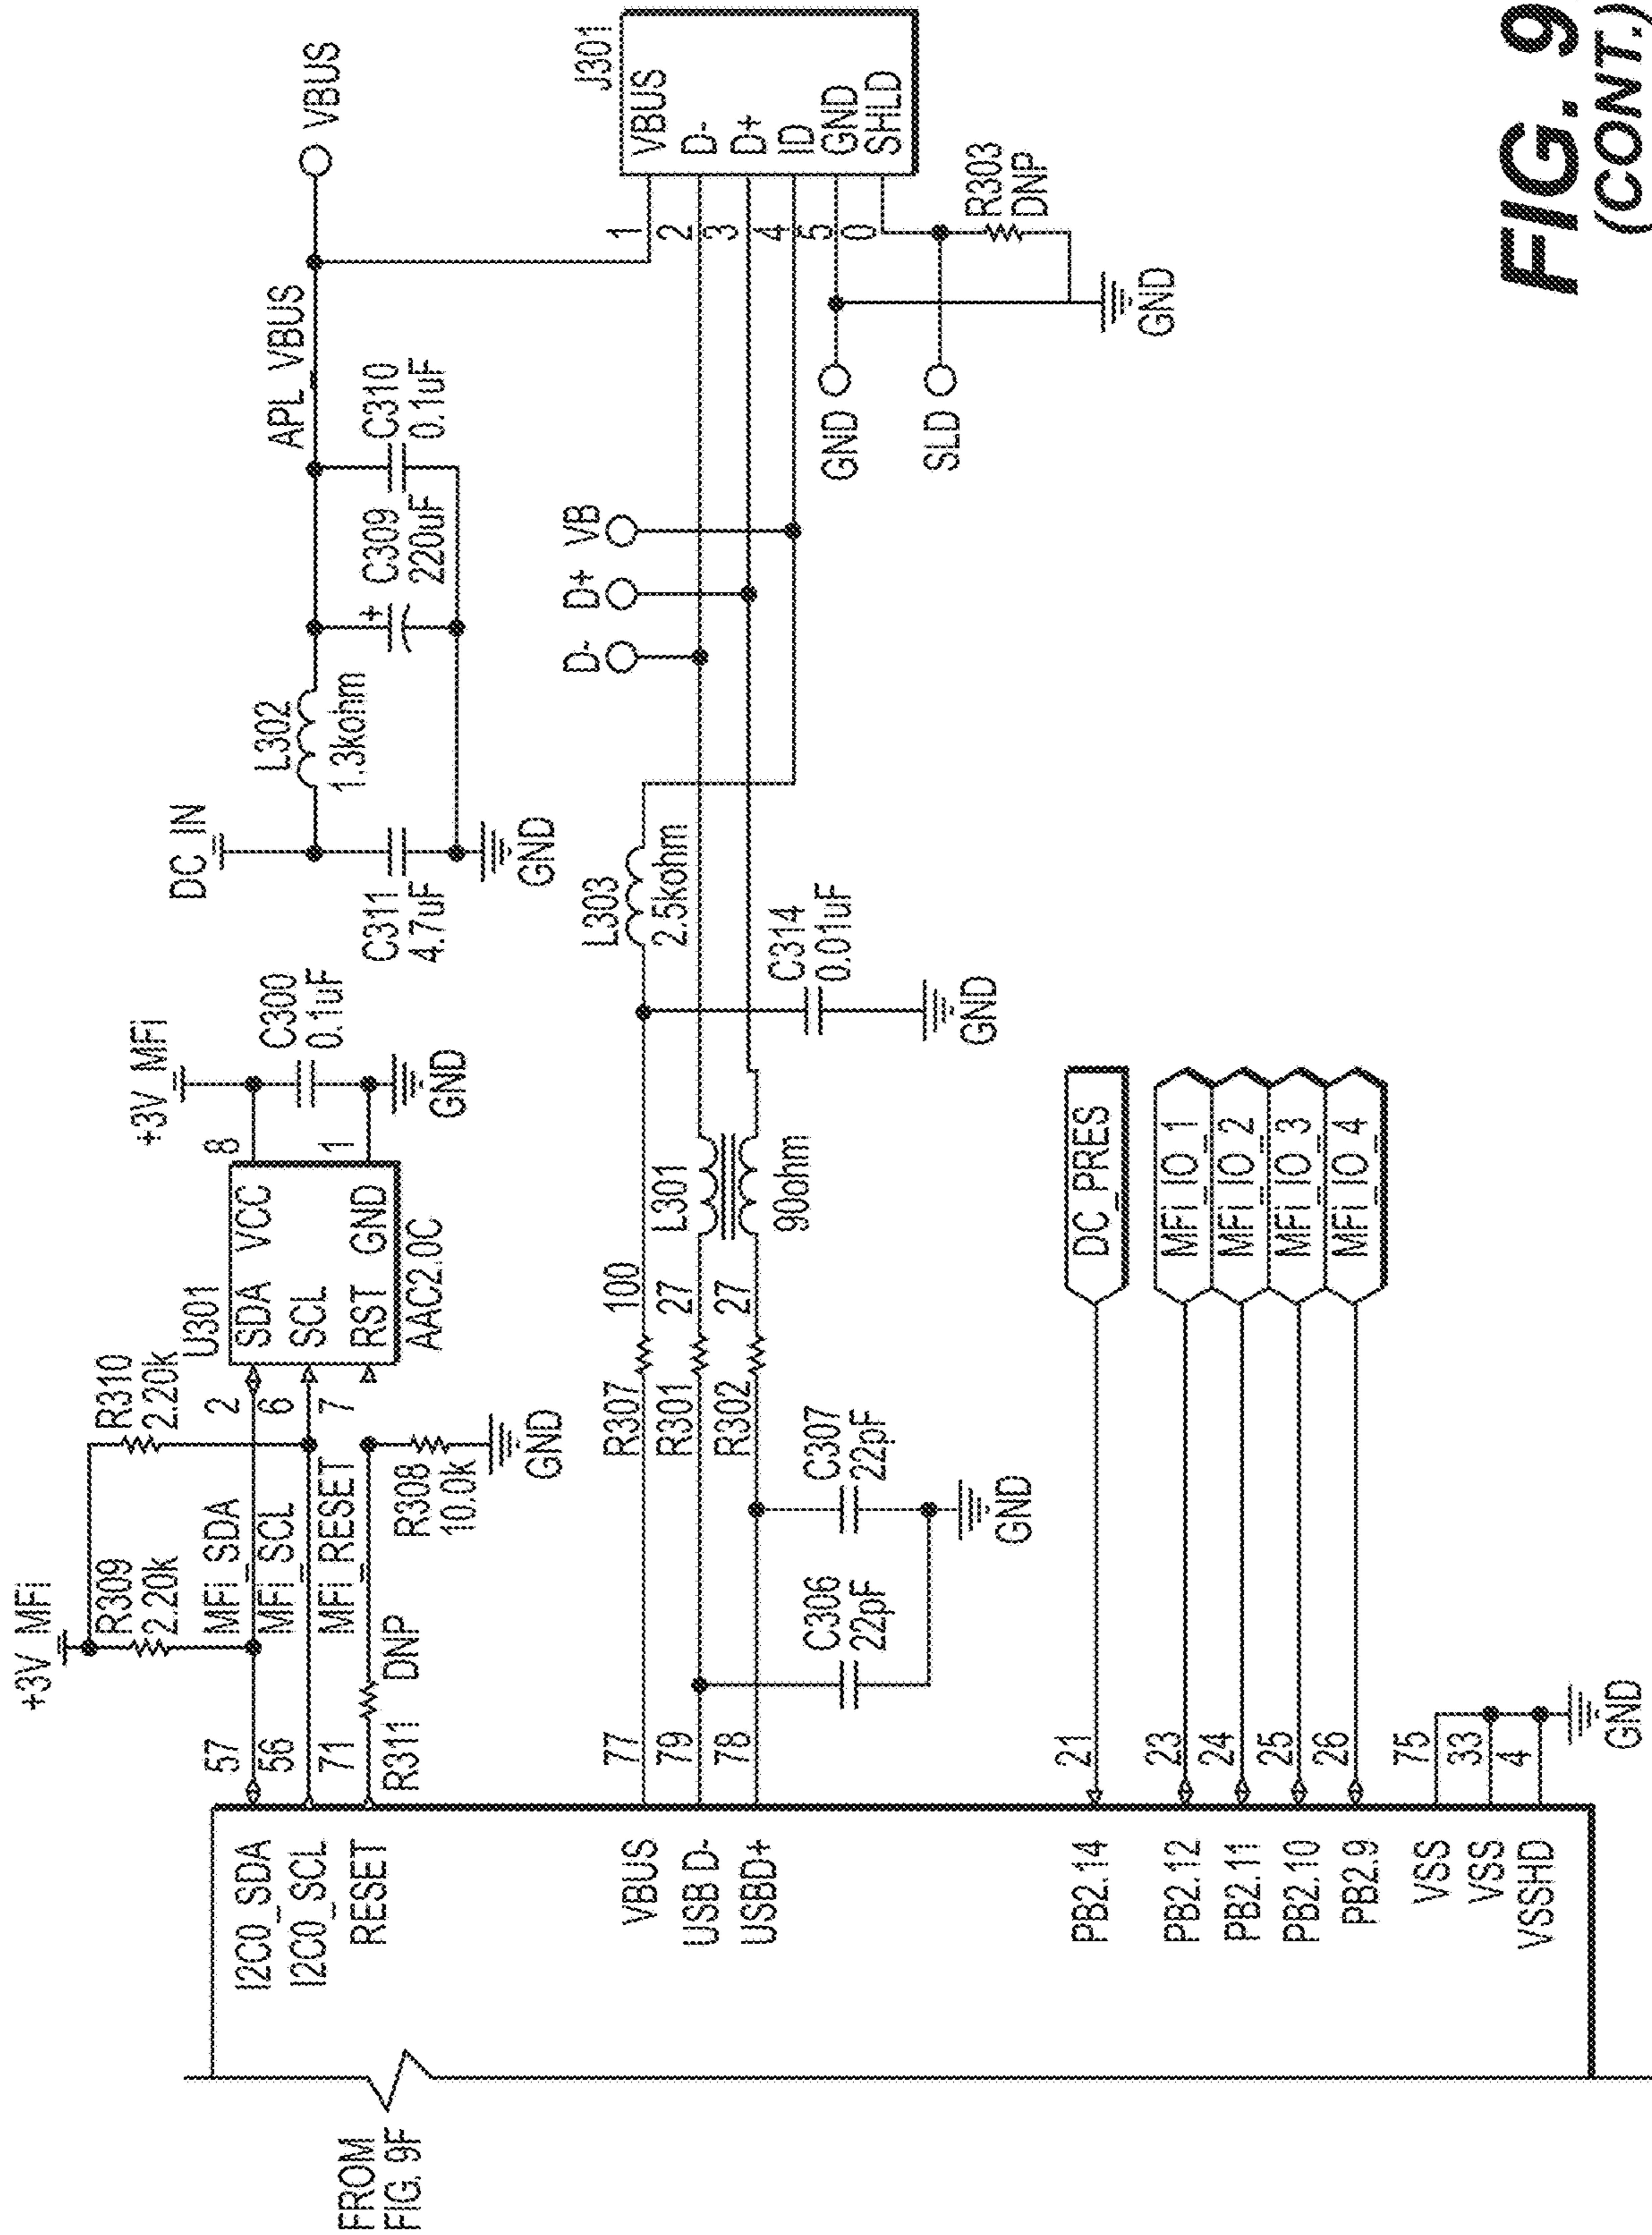 FROM
FIG. 9F
I2C0_SDA
I2C0_SCL
RESET
VBUS
USB D-
USBD+
PB2.14
PB2.12
PB2.11
PB2.10
PB2.9
VSS
VSS
VSSHD
57
56
71
77
79
78
21
23
24
25
26
75
33
4
GND
+3V_MFi
R309
2.20k
R310
2.20k
MFi_SDA
MFi_SCL
MFi_RESET
R311
DNP
R308
10.0k
GND
2
6
7
U301
SDA
VCC
SCL
RST
GND
AAC2.0C
8
1
+3V_MFi
C300
0.1uF
GND
DC_IN
C311
4.7uF
GND
L302
1.3kohm
C309
+
220uF
C310
0.1uF
APL_VBUS
VBUS
R307
100
R301
27
R302
27
C306
22pF
C307
22pF
GND
L301
90ohm
L303
2.5kohm
C314
0.01uF
GND
D-
D+
VB
GND
SLD
1
2
3
4
5
0
J301
VBUS
D-
D+
ID
GND
SHLD
R303
DNP
GND
DC_PRES
MFi_IO_1
MFi_IO_2
MFi_IO_3
MFi_IO_4
FIG. 9
(CONT.)